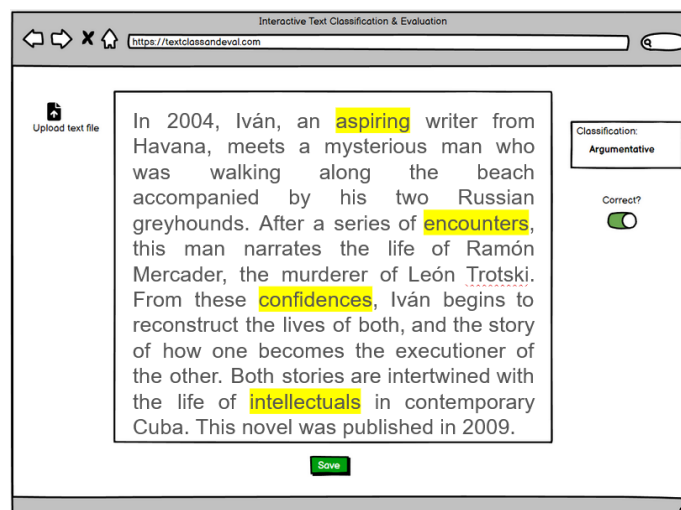 Interactive Text Classification & Evaluation
https://textclassandeval.com
Upload text file
In 2004, Iván, an aspiring writer from
Havana, meets a mysterious man who
was walking along the beach
accompanied by his two Russian
greyhounds. After a series of encounters,
this man narrates the life of Ramón
Mercader, the murderer of León Trotski.
From these confidences, Iván begins to
reconstruct the lives of both, and the story
of how one becomes the executioner of
the other. Both stories are intertwined with
the life of intellectuals in contemporary
Cuba. This novel was published in 2009.
Classification:
Argumentative
Correct?
Save